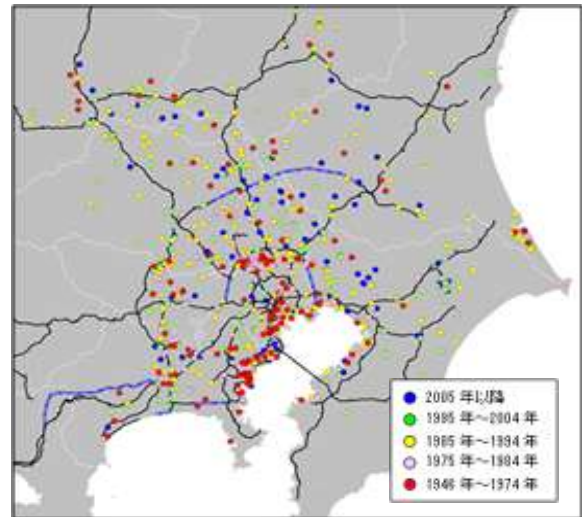 2005 年以降
1995 年～2004 年
1985 年～1994 年
1975 年～1984 年
1946 年～1974 年